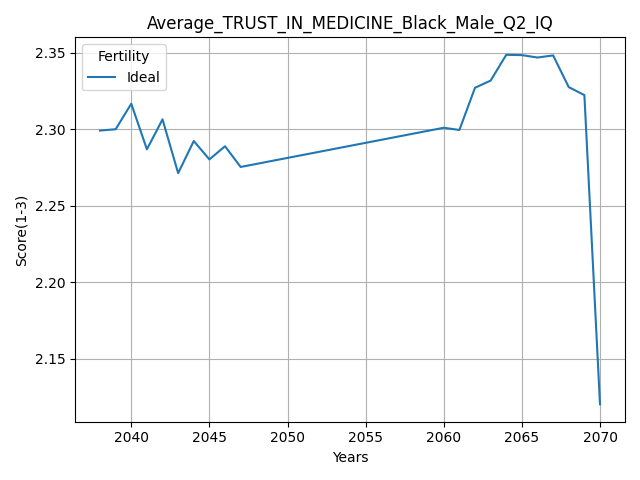 Average_TRUST_IN_MEDICINE_Black_Male_Q2_IQ
Fertility
Ideal
Score(1-3)
2.35
2.30
2.25
2.20
2.15
2040 2045 2050 2055 2060 2065 2070
Years